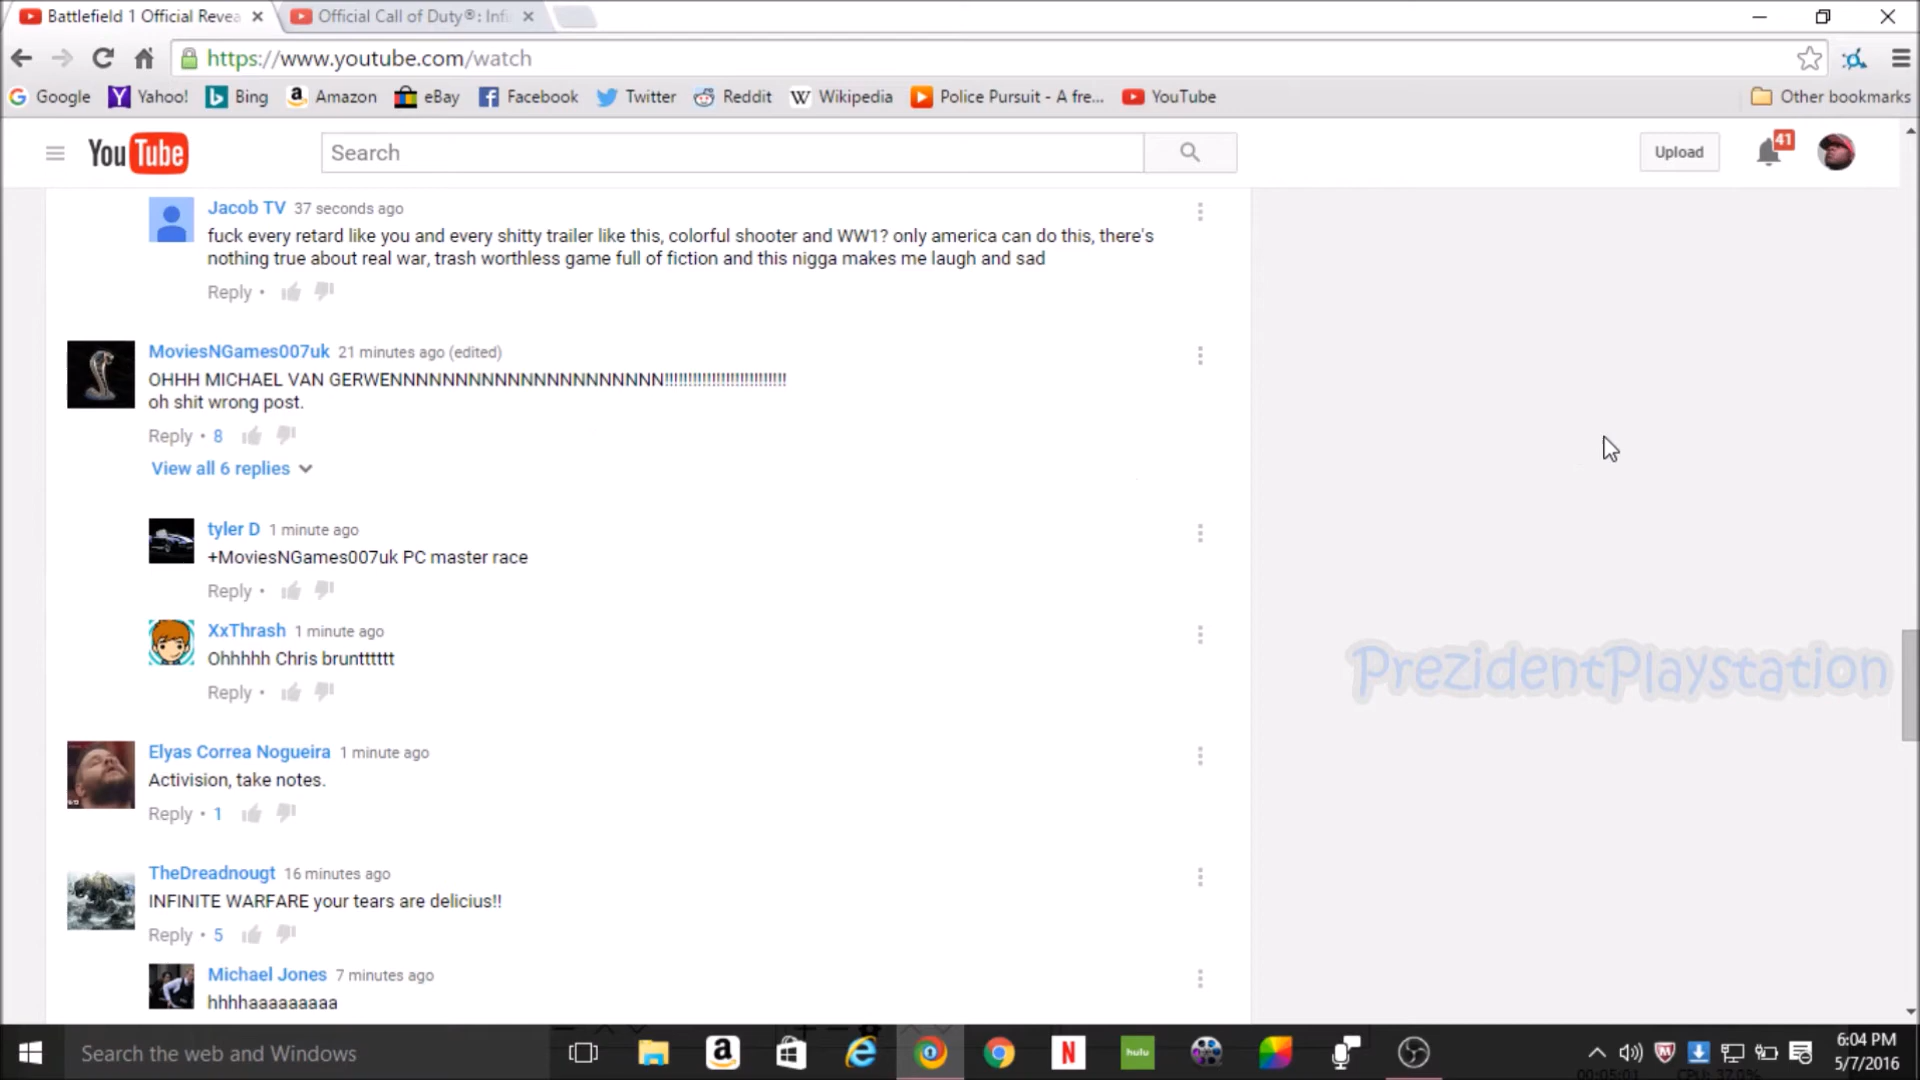 Battlefield 1 Official Revea
Official Call of Duty®: Infi
https://www.youtube.com/watch
Google Yahoo! Bing Amazon eBay Facebook Twitter Reddit Wikipedia Police Pursuit - A fre... YouTube Other bookmarks
YouTube
Search
Upload
41
Jacob TV 37 seconds ago
fuck every retard like you and every shitty trailer like this, colorful shooter and WW1? only america can do this, there's
nothing true about real war, trash worthless game full of fiction and this nigga makes me laugh and sad
Reply •
MoviesNGames007uk 21 minutes ago (edited)
OHHH MICHAEL VAN GERWENNNNNNNNNNNNNNNNNNNNN!!!!!!!!!!!!!!!!!!!!!!!!!!
oh shit wrong post.
Reply • 8
View all 6 replies
tyler D 1 minute ago
+MoviesNGames007uk PC master race
Reply •
XxThrash 1 minute ago
Ohhhhh Chris bruntttttt
Reply •
PrezidentPlaystation
Elyas Correa Nogueira 1 minute ago
Activision, take notes.
Reply • 1
TheDreadnougt 16 minutes ago
INFINITE WARFARE your tears are delicius!!
Reply • 5
Michael Jones 7 minutes ago
hhhhaaaaaaaaa
Search the web and Windows
hulu
6:04 PM
5/7/2016